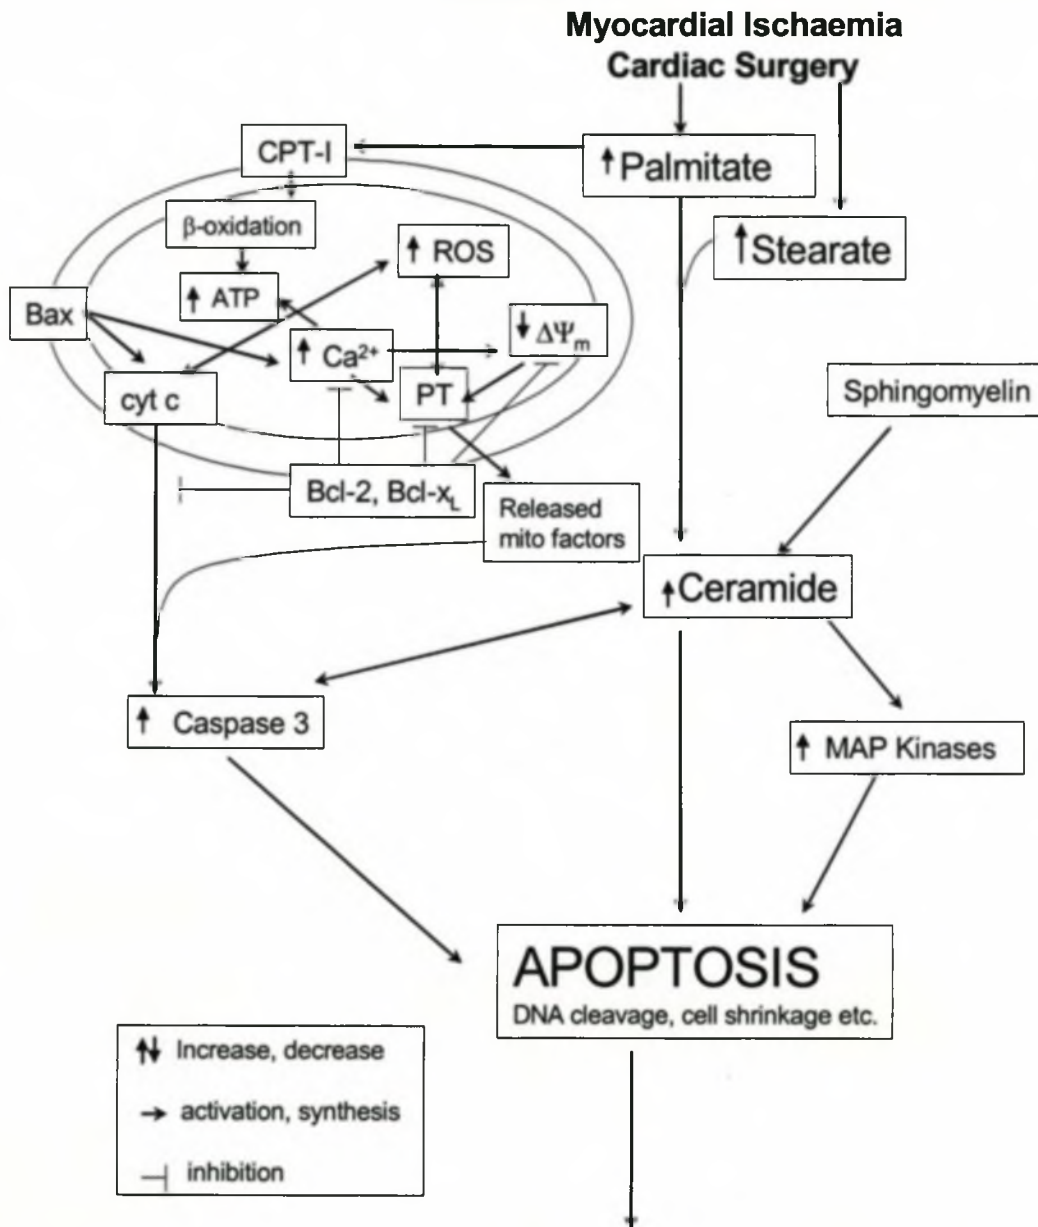 Myocardial Ischaemia
Cardiac Surgery
CPT-I
↑ Palmitate
β-oxidation
↑ ROS
↑ Stearate
↑ ATP
Bax
↓ ΔΨm
↑ Ca²⁺
cyt c
PT
Sphingomyelin
Bcl-2, Bcl-xL
Released
mito factors
↑ Ceramide
↑ Caspase 3
↑ MAP Kinases
APOPTOSIS
DNA cleavage, cell shrinkage etc.
↑↓ Increase, decrease
→ activation, synthesis
⊣ inhibition